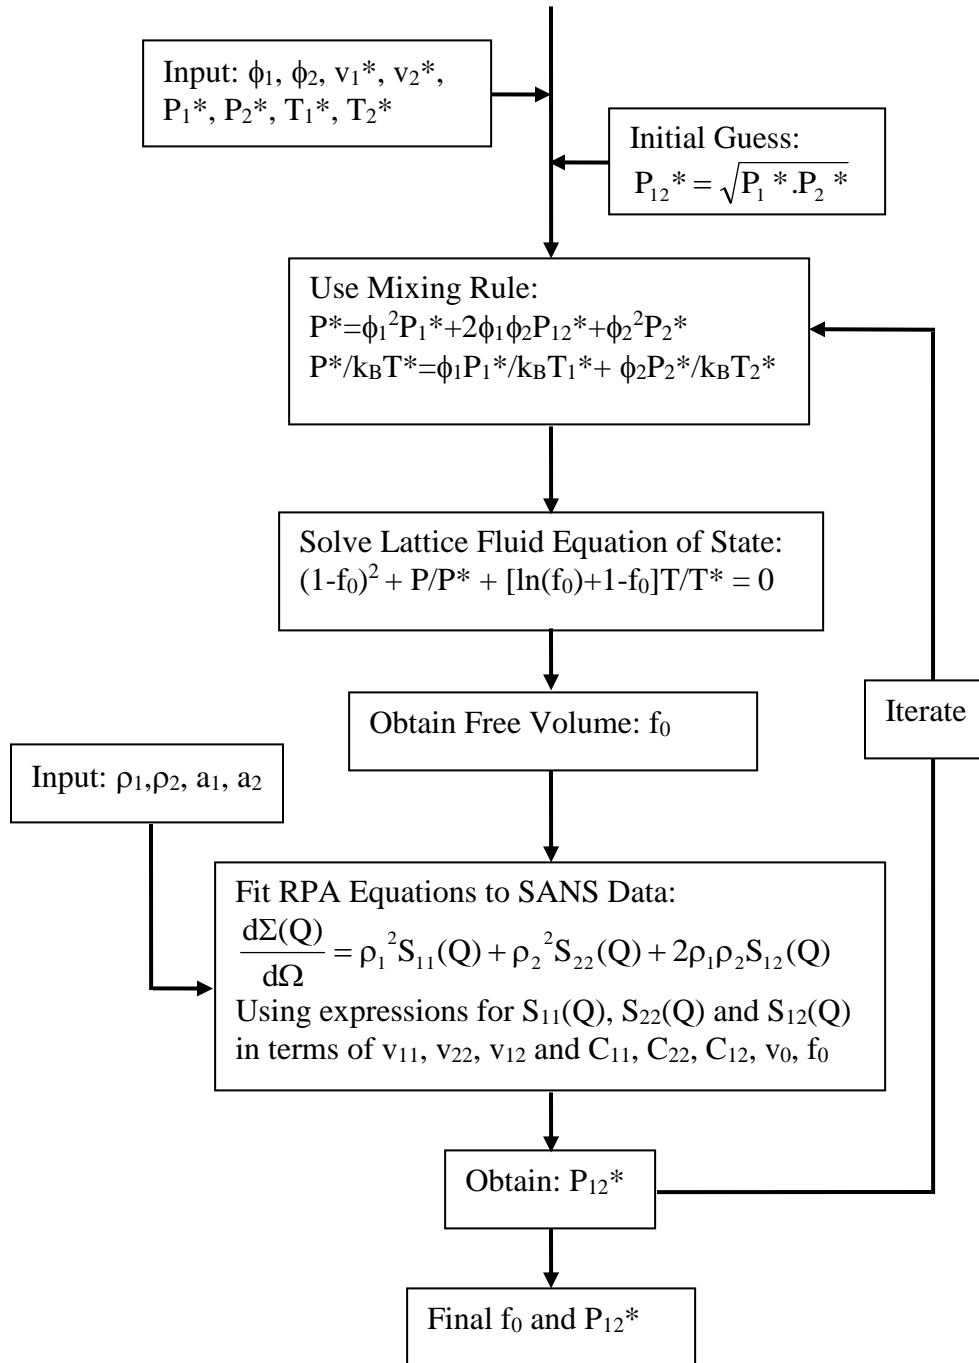 Input: ϕ₁, ϕ₂, v₁*, v₂*,
P₁*, P₂*, T₁*, T₂*
Initial Guess:
P₁₂* = √(P₁*.P₂*)
Use Mixing Rule:
P*=ϕ₁²P₁*+2ϕ₁ϕ₂P₁₂*+ϕ₂²P₂*
P*/k_BT*=ϕ₁P₁*/k_BT₁*+ ϕ₂P₂*/k_BT₂*
Solve Lattice Fluid Equation of State:
(1-f₀)² + P/P* + [ln(f₀)+1-f₀]T/T* = 0
Obtain Free Volume: f₀
Iterate
Input: ρ₁,ρ₂, a₁, a₂
Fit RPA Equations to SANS Data:
dΣ(Q)/dΩ = ρ₁²S₁₁(Q) + ρ₂²S₂₂(Q) + 2ρ₁ρ₂S₁₂(Q)
Using expressions for S₁₁(Q), S₂₂(Q) and S₁₂(Q)
in terms of v₁₁, v₂₂, v₁₂ and C₁₁, C₂₂, C₁₂, v₀, f₀
Obtain: P₁₂*
Final f₀ and P₁₂*